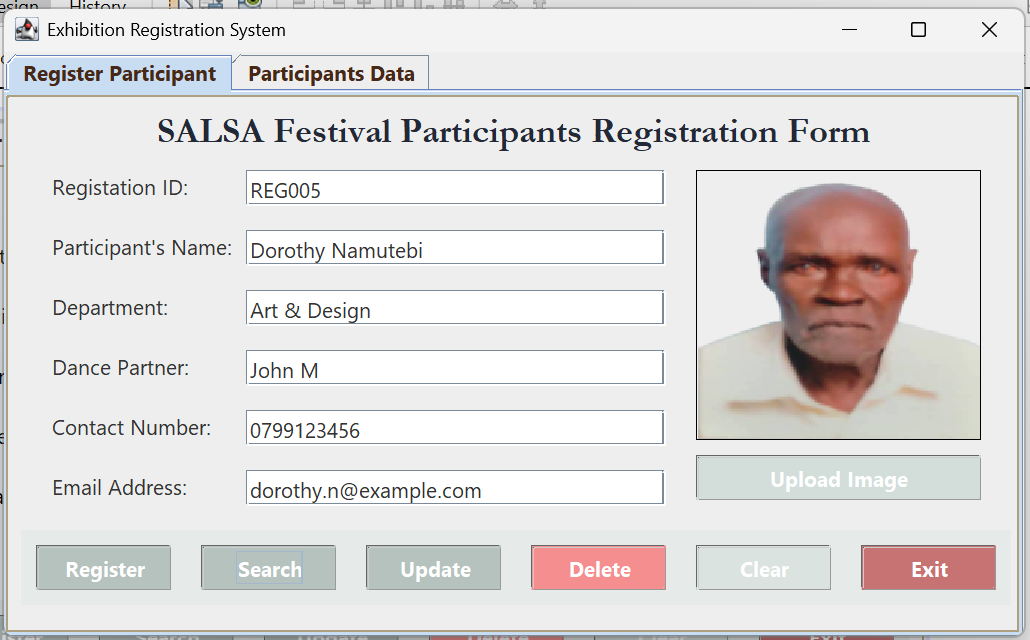 History
Exhibition Registration System
Register Participant Participants Data
SALSA Festival Participants Registration Form
Registation ID: REG005
Participant's Name: Dorothy Namutebi
Department: Art & Design
Dance Partner: John M
Contact Number: 0799123456
Email Address: dorothy.n@example.com
Upload Image
Register Search Update Delete Clear Exit